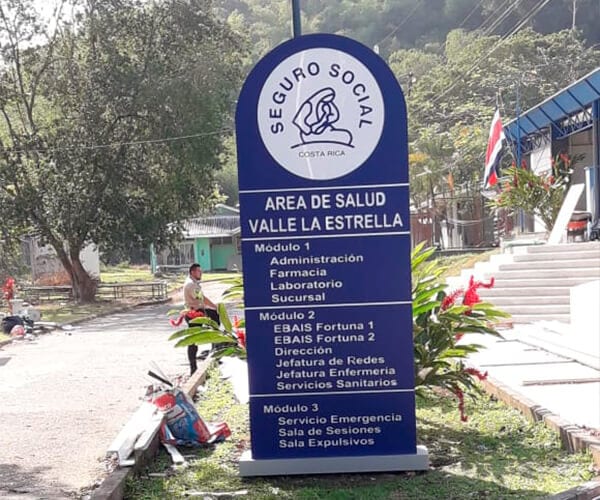 SEGURO SOCIAL
COSTA RICA
AREA DE SALUD
VALLE LA ESTRELLA
Módulo 1
Administración
Farmacia
Laboratorio
Sucursal
Módulo 2
EBAIS Fortuna 1
EBAIS Fortuna 2
Dirección
Jefatura de Redes
Jefatura Enfermería
Servicios Sanitarios
Módulo 3
Servicio Emergencia
Sala de Sesiones
Sala Expulsivos